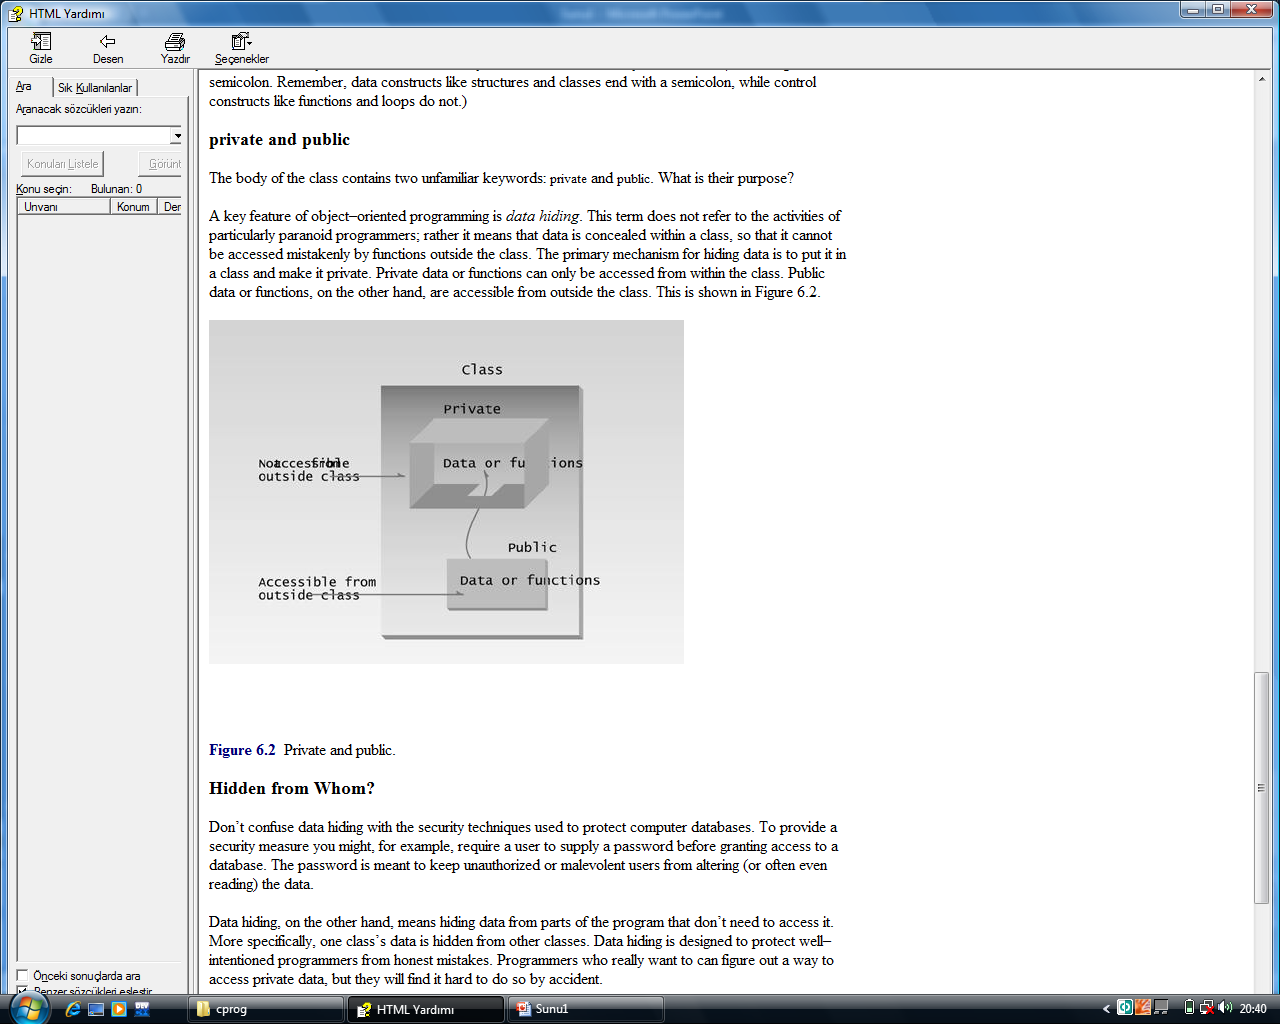 HTML Yardımı
Gizle
Desen
Yazdır
Seçenekler
Ara
Sık Kullanılanlar
Aranacak sözcükleri yazın:
Konuları Listele
Görünt
Konu seçin:
Bulunan: 0
Unvanı
Konum
Der
Önceki sonuçlarda ara
Benzer sözcükleri eşleştir
semicolon. Remember, data constructs like structures and classes end with a semicolon, while control
constructs like functions and loops do not.)
private and public
The body of the class contains two unfamiliar keywords: private and public. What is their purpose?
A key feature of object–oriented programming is data hiding. This term does not refer to the activities of
particularly paranoid programmers; rather it means that data is concealed within a class, so that it cannot
be accessed mistakenly by functions outside the class. The primary mechanism for hiding data is to put it in
a class and make it private. Private data or functions can only be accessed from within the class. Public
data or functions, on the other hand, are accessible from outside the class. This is shown in Figure 6.2.
Class
Private
Not accessible from
outside class
Data or functions
Public
Accessible from
outside class
Data or functions
Figure 6.2 Private and public.
Hidden from Whom?
Don't confuse data hiding with the security techniques used to protect computer databases. To provide a
security measure you might, for example, require a user to supply a password before granting access to a
database. The password is meant to keep unauthorized or malevolent users from altering (or often even
reading) the data.
Data hiding, on the other hand, means hiding data from parts of the program that don't need to access it.
More specifically, one class's data is hidden from other classes. Data hiding is designed to protect well–
intentioned programmers from honest mistakes. Programmers who really want to can figure out a way to
access private data, but they will find it hard to do so by accident.
cprog
HTML Yardımı
Sunu1
20:40